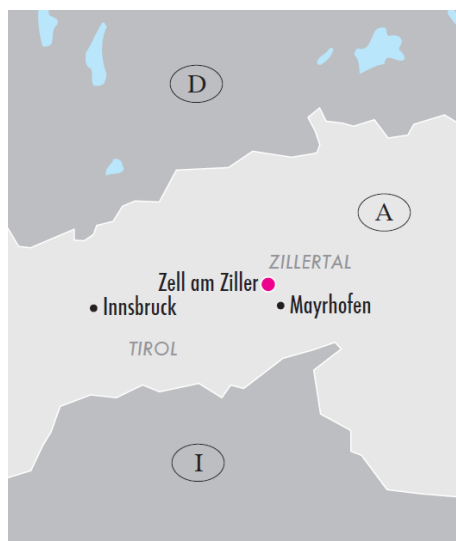 D
A
ZILLERTAL
Zell am Ziller
Mayrhofen
Innsbruck
TIROL
I